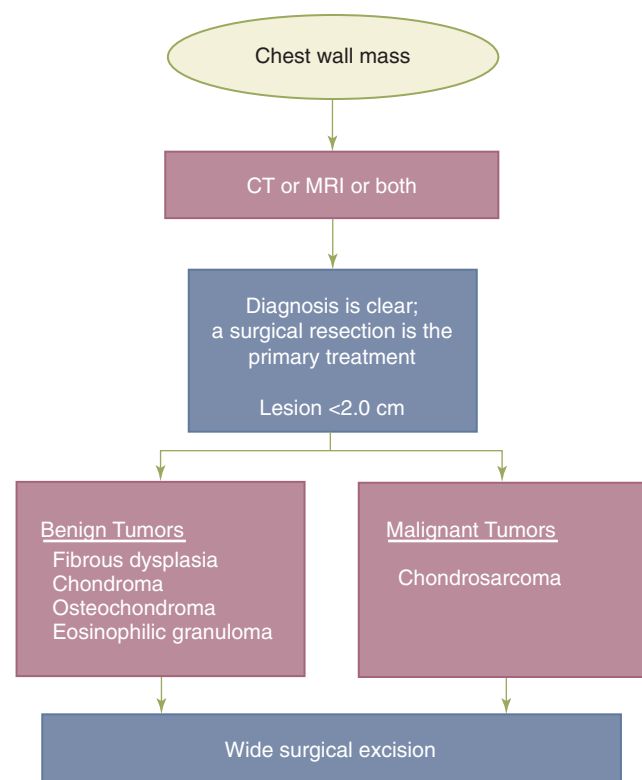 Chest wall mass
CT or MRI or both
Diagnosis is clear;
a surgical resection is the
primary treatment
Lesion <2.0 cm
Benign Tumors
Fibrous dysplasia
Chondroma
Osteochondroma
Eosinophilic granuloma
Malignant Tumors
Chondrosarcoma
Wide surgical excision